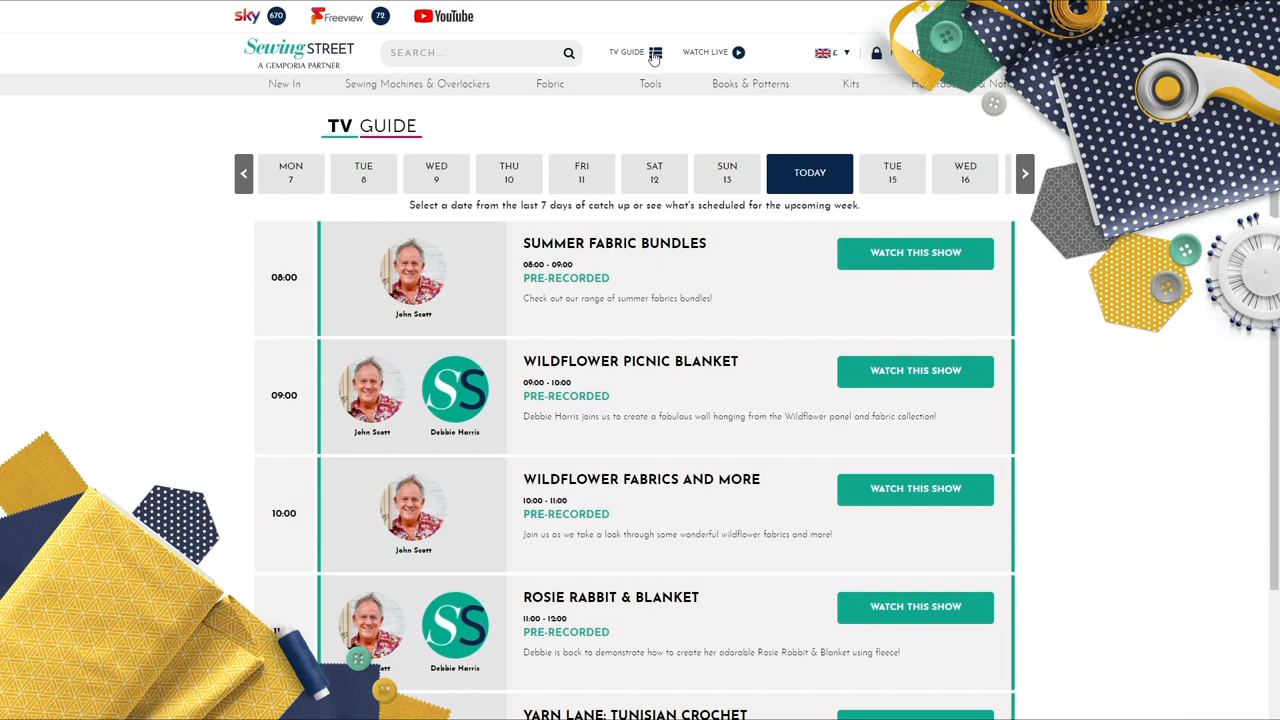 sky 670 Freeview 72 YouTube
Sewing STREET
A GEMPORIA PARTNER
SEARCH... TV GUIDE WATCH LIVE £
New In Sewing Machines & Overlockers Fabric Tools Books & Patterns Kits
TV GUIDE
MON 7 TUE 8 WED 9 THU 10 FRI 11 SAT 12 SUN 13 TODAY TUE 15 WED 16
Select a date from the last 7 days of catch up or see what's scheduled for the upcoming week.
08:00
John Scott
SUMMER FABRIC BUNDLES
08:00 - 09:00
PRE-RECORDED
Check out our range of summer fabrics bundles!
WATCH THIS SHOW
09:00
John Scott SS Debbie Harris
WILDFLOWER PICNIC BLANKET
09:00 - 10:00
PRE-RECORDED
Debbie Harris joins us to create a fabulous wall hanging from the Wildflower panel and fabric collection!
WATCH THIS SHOW
10:00
John Scott
WILDFLOWER FABRICS AND MORE
10:00 - 11:00
PRE-RECORDED
Join us as we take a look through some wonderful wildflower fabrics and more!
WATCH THIS SHOW
SS Debbie Harris
ROSIE RABBIT & BLANKET
11:00 - 12:00
PRE-RECORDED
Debbie is back to demonstrate how to create her adorable Rosie Rabbit & Blanket using fleece!
WATCH THIS SHOW
YARN LANE: TUNISIAN CROCHET